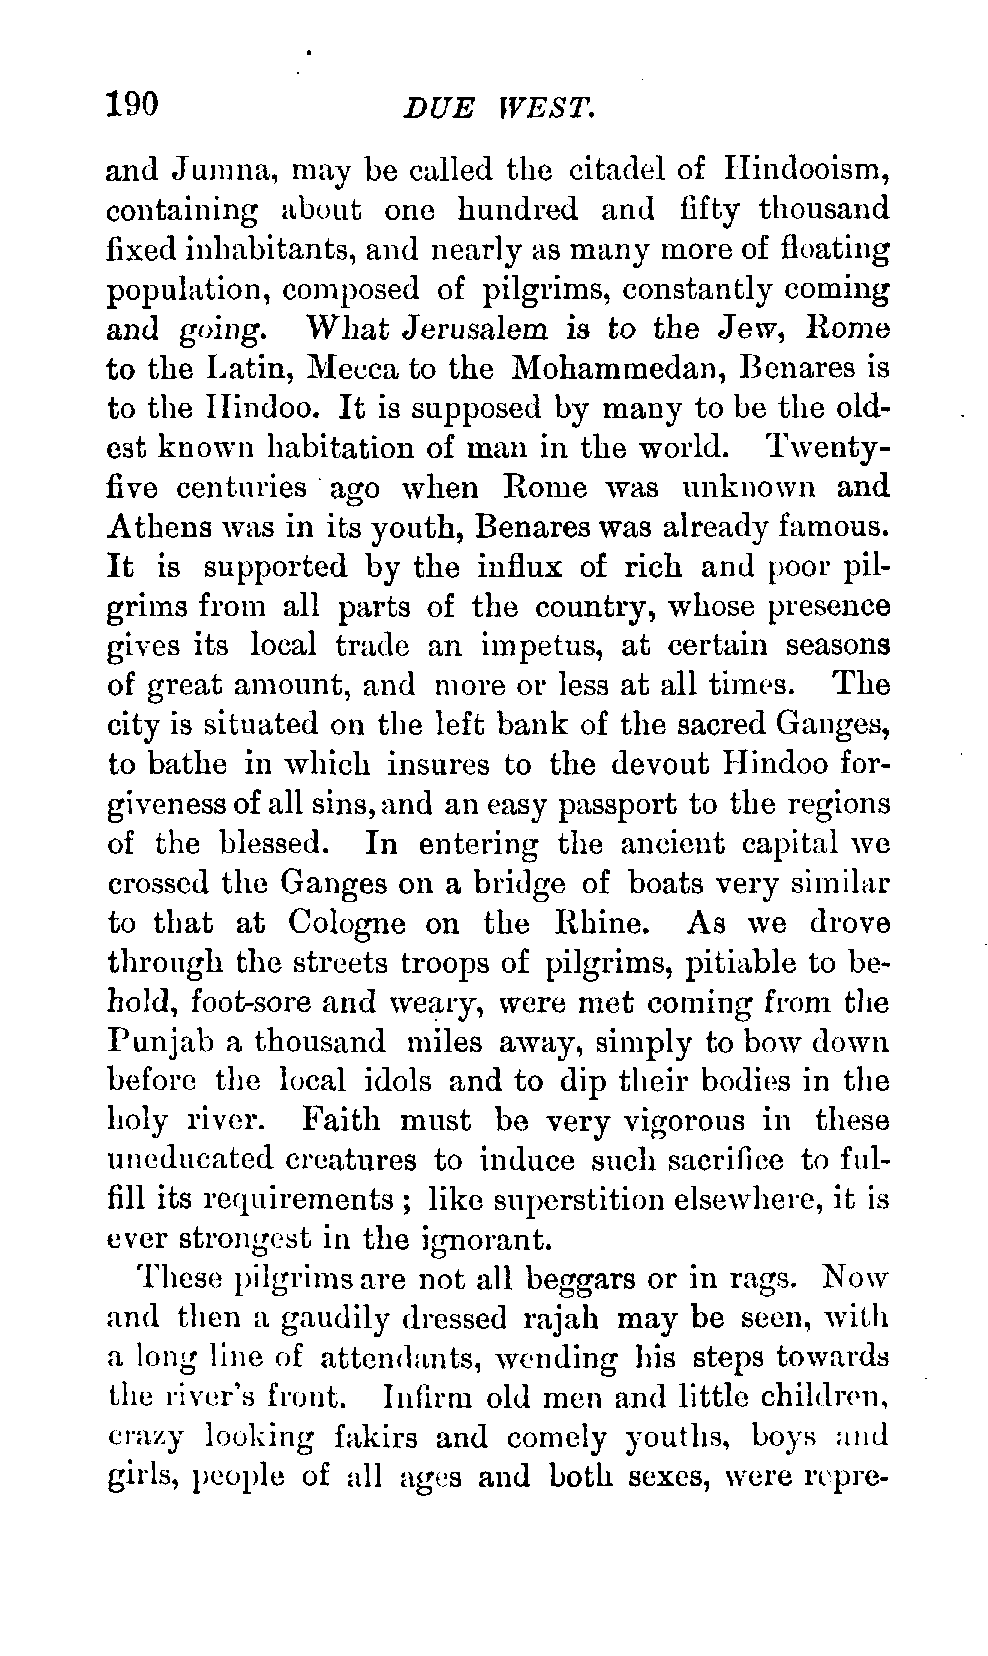 190 DUE WEST.
and Jumna, may be called the citadel of Hindooism,
containing about one hundred and fifty thousand
fixed inhabitants, and nearly as many more of floating
population, composed of pilgrims, constantly coming
and going. What Jerusalem is to the Jew, Rome
to the Latin, Mecca to the Mohammedan, Benares is
to the Hindoo. It is supposed by many to be the old-
est known habitation of man in the world. Twenty-
five centuries ago when Rome was unknown and
Athens was in its youth, Benares was already famous.
It is supported by the influx of rich and poor pil-
grims from all parts of the country, whose presence
gives its local trade an impetus, at certain seasons
of great amount, and more or less at all times. The
city is situated on the left bank of the sacred Ganges,
to bathe in which insures to the devout Hindoo for-
giveness of all sins, and an easy passport to the regions
of the blessed. In entering the ancient capital we
crossed the Ganges on a bridge of boats very similar
to that at Cologne on the Rhine. As we drove
through the streets troops of pilgrims, pitiable to be-
hold, foot-sore and weary, were met coming from the
Punjab a thousand miles away, simply to bow down
before the local idols and to dip their bodies in the
holy river. Faith must be very vigorous in these
uneducated creatures to induce such sacrifice to ful-
fill its requirements ; like superstition elsewhere, it is
ever strongest in the ignorant.
These pilgrims are not all beggars or in rags. Now
and then a gaudily dressed rajah may be seen, with
a long line of attendants, wending his steps towards
the river's front. Infirm old men and little children,
crazy looking fakirs and comely youths, boys and
girls, people of all ages and both sexes, were repre-